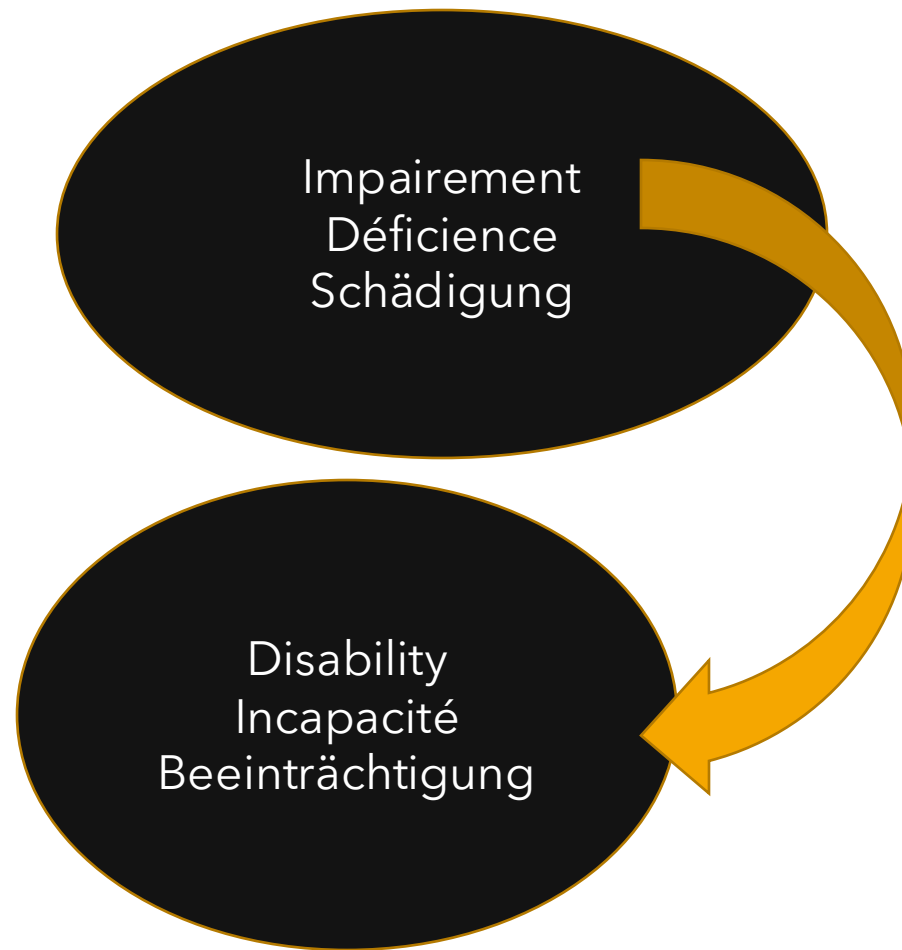 Impairement
Déficience
Schädigung
Disability
Incapacité
Beeinträchtigung